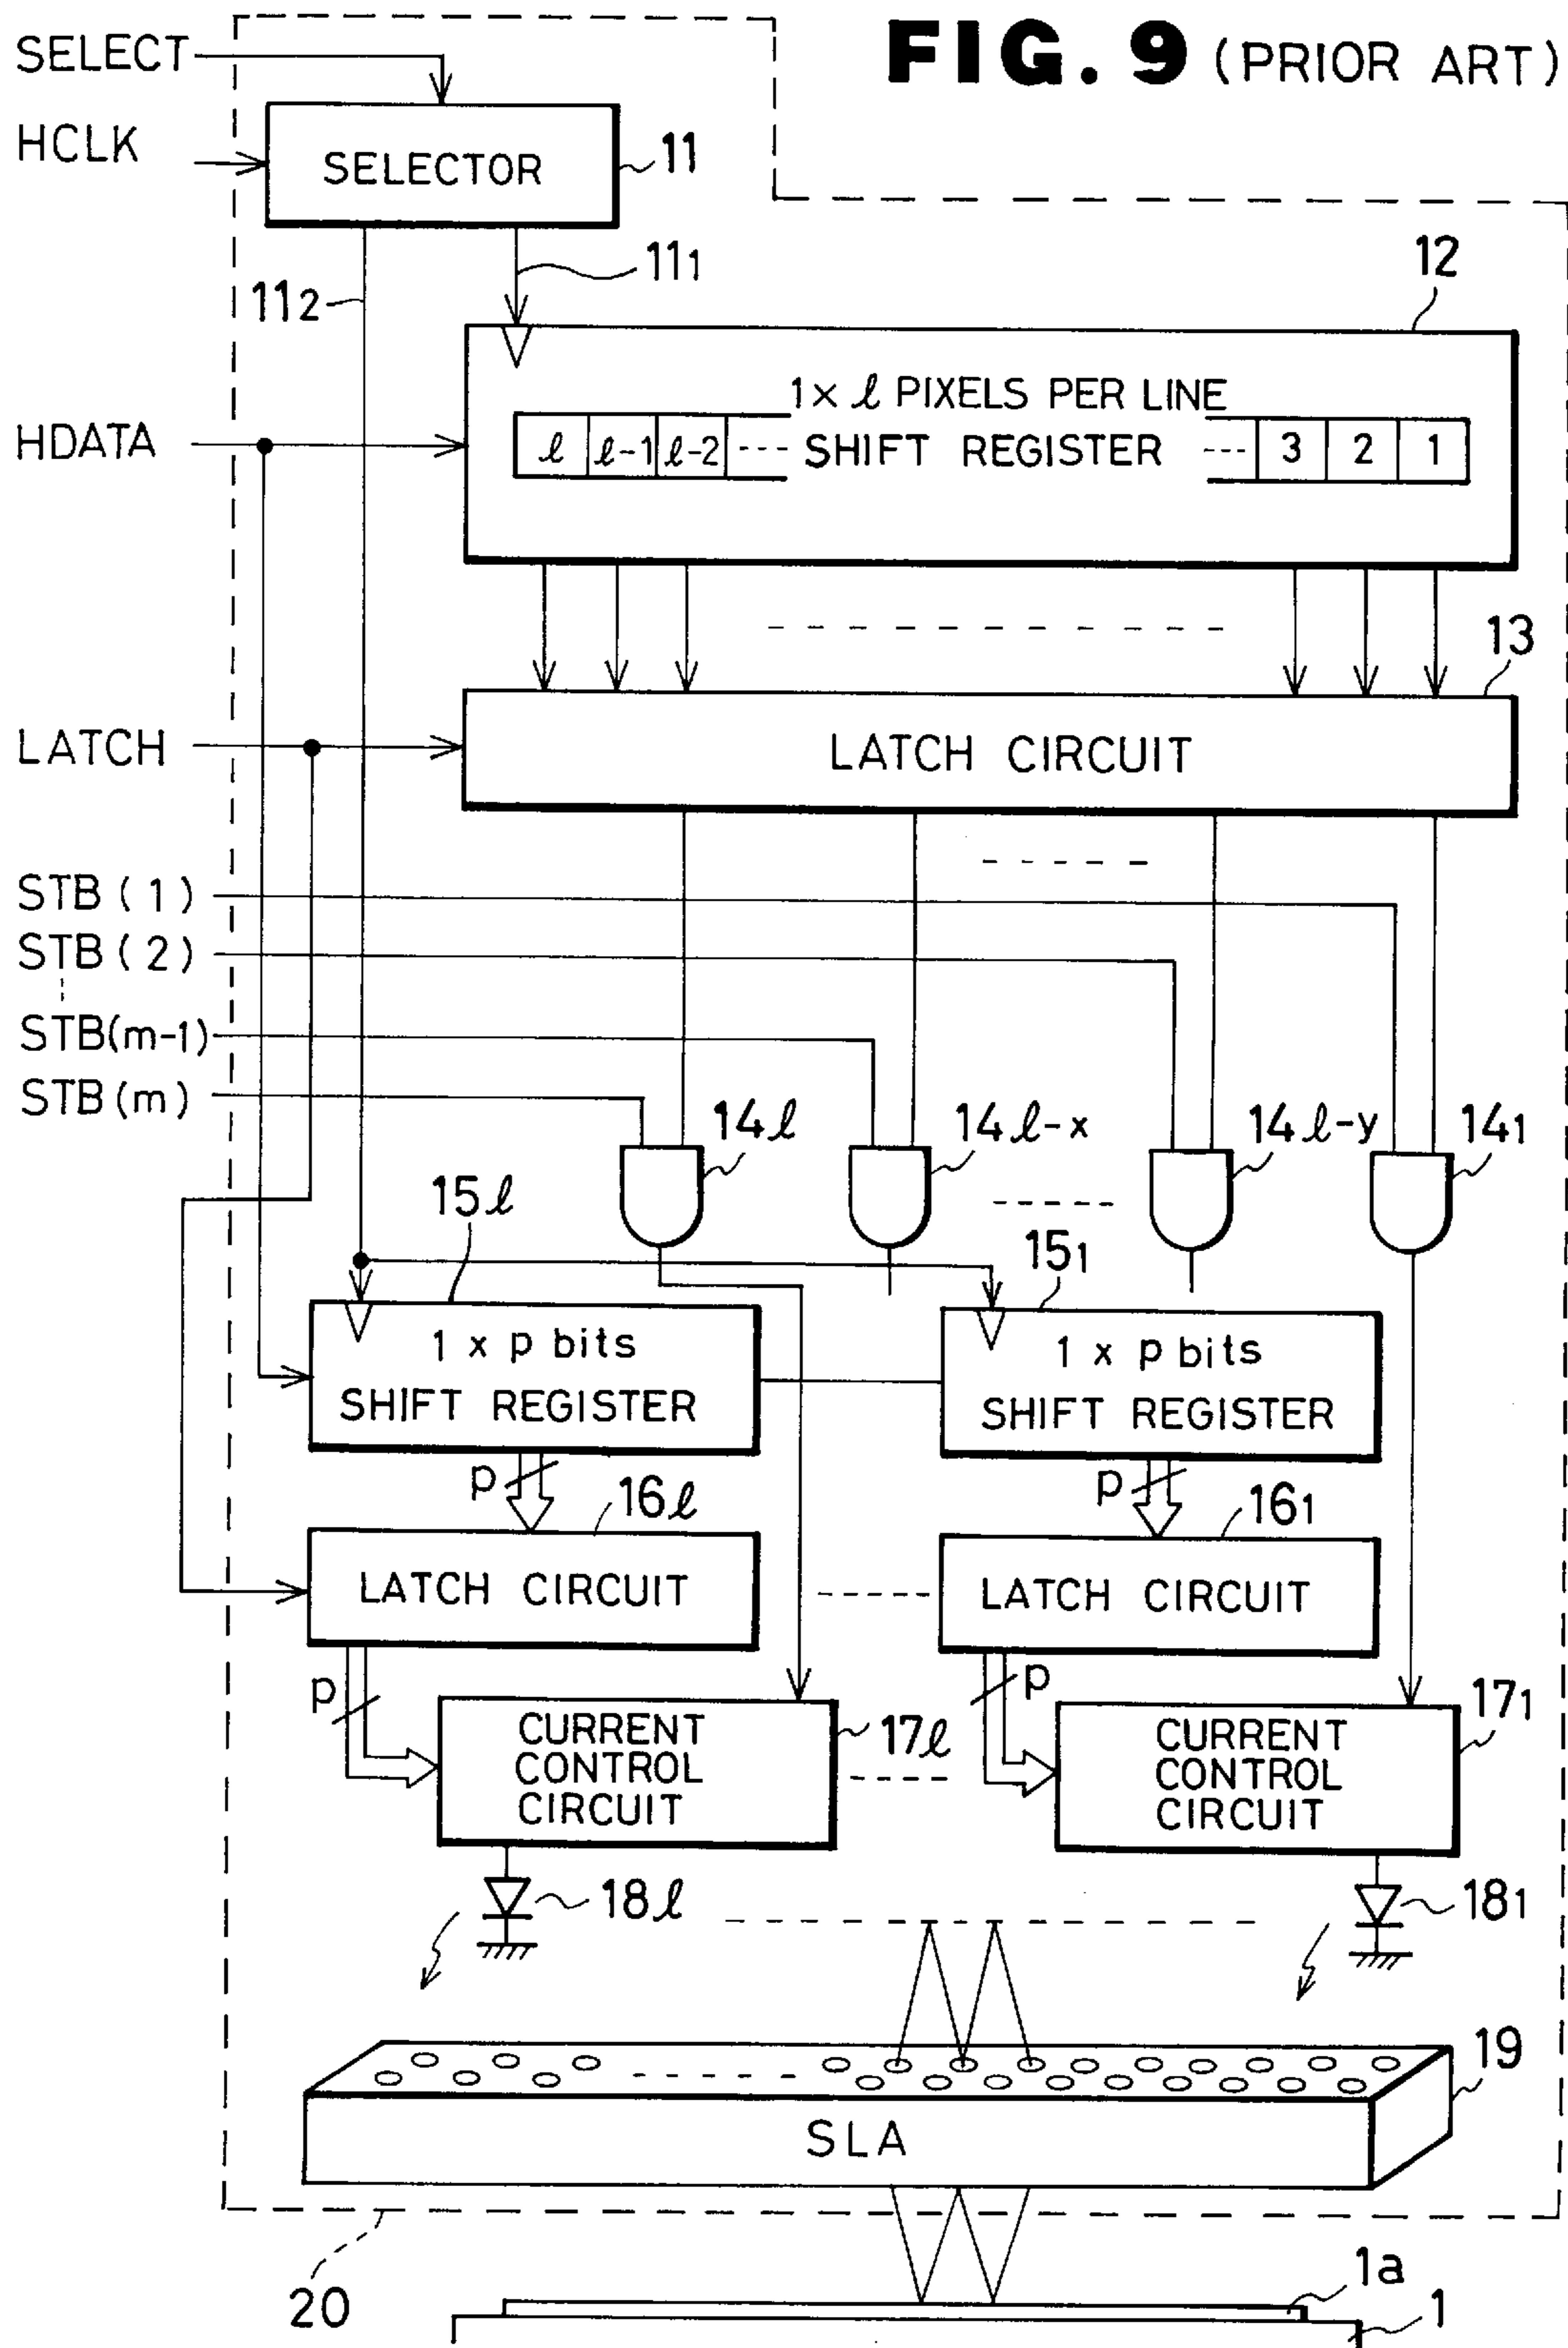 FIG. 9 (PRIOR ART)
SELECT
HCLK
SELECTOR
11
11₁
11₂
12
HDATA
1 x ℓ PIXELS PER LINE
ℓ ℓ-1 ℓ-2 --- SHIFT REGISTER --- 3 2 1
13
LATCH
LATCH CIRCUIT
STB (1)
STB (2)
STB(m-1)
STB(m)
14ℓ
14ℓ-x
14ℓ-y
14₁
15ℓ
15₁
1 x p bits
SHIFT REGISTER
1 x p bits
SHIFT REGISTER
p
16ℓ
p
16₁
LATCH CIRCUIT
LATCH CIRCUIT
p
p
CURRENT
CONTROL
CIRCUIT
17ℓ
CURRENT
CONTROL
CIRCUIT
17₁
18ℓ
18₁
19
SLA
20
1a
1